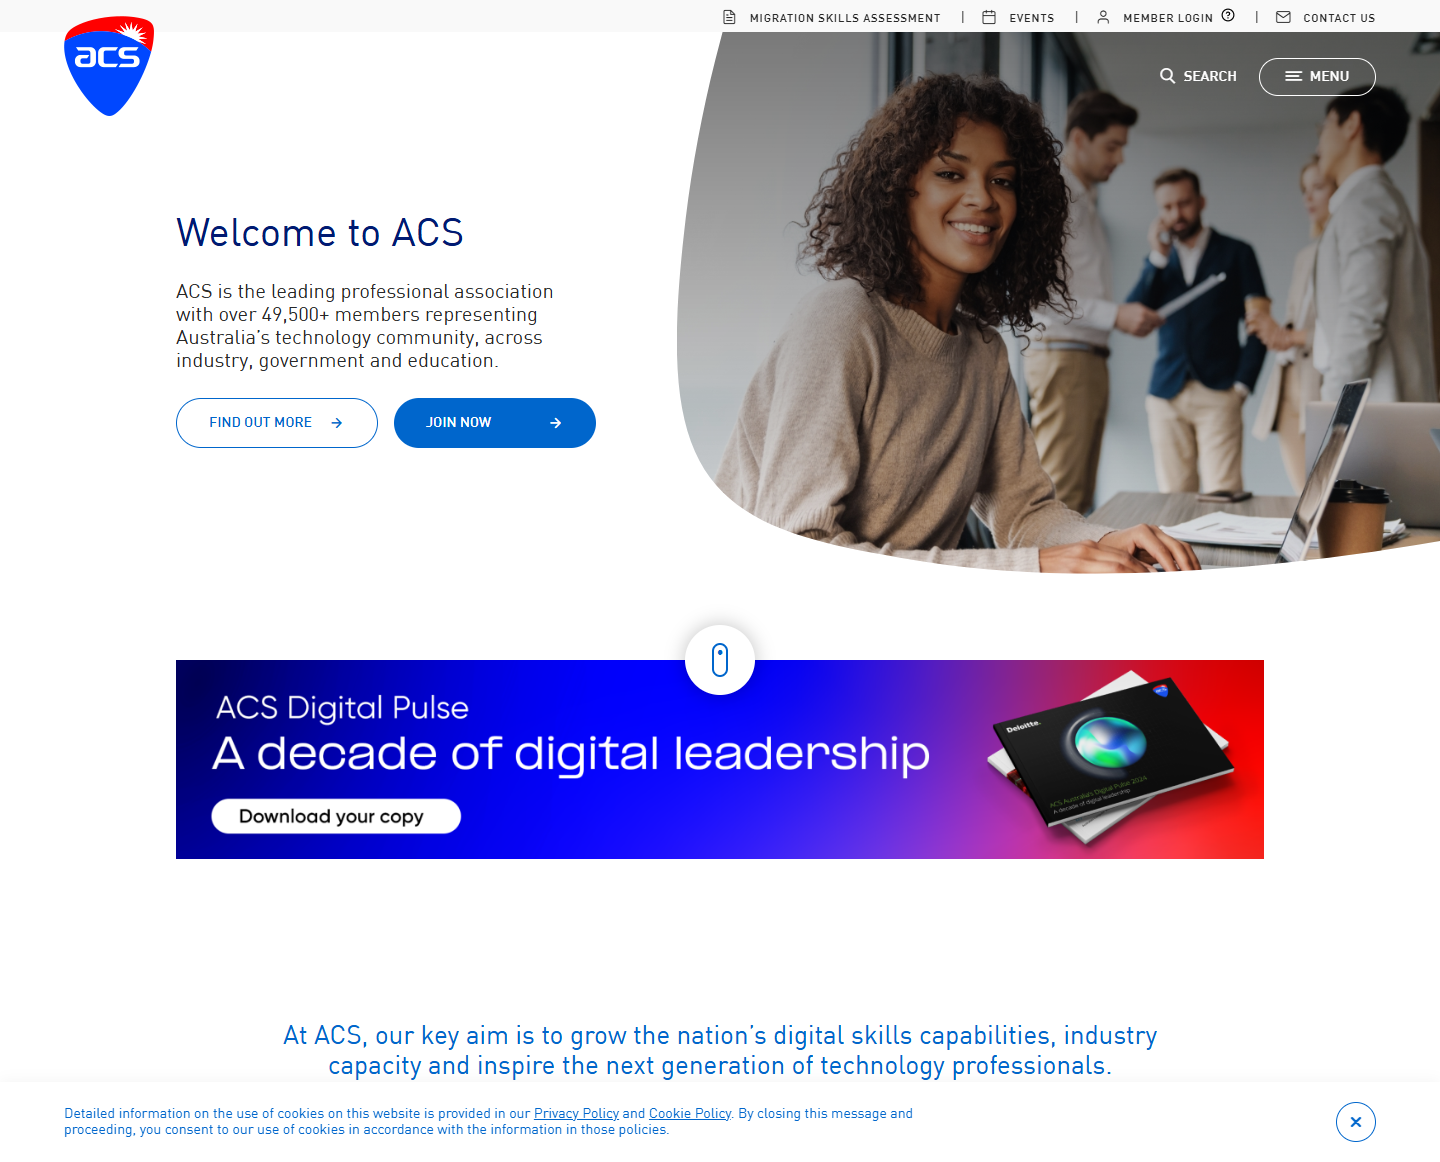 MIGRATION SKILLS ASSESSMENT | EVENTS | MEMBER LOGIN | CONTACT US
acs
SEARCH MENU
Welcome to ACS
ACS is the leading professional association
with over 49,500+ members representing
Australia's technology community, across
industry, government and education.
FIND OUT MORE JOIN NOW
ACS Digital Pulse
A decade of digital leadership
Download your copy
Deloitte.
ACS Australia's Digital Pulse 2024
A decade of digital leadership
At ACS, our key aim is to grow the nation's digital skills capabilities, industry
capacity and inspire the next generation of technology professionals.
Detailed information on the use of cookies on this website is provided in our Privacy Policy and Cookie Policy. By closing this message and
proceeding, you consent to our use of cookies in accordance with the information in those policies.